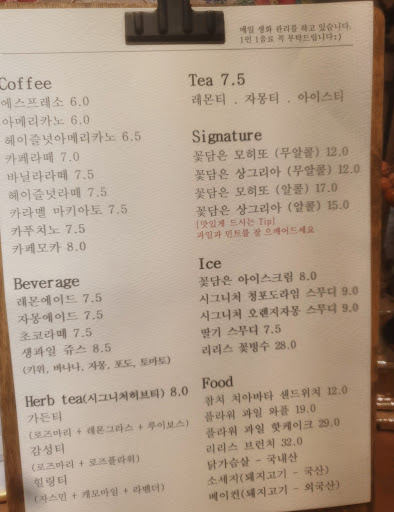 매일 생화 관리를 하고 있습니다.
1인 1음료 꼭 부탁드립니다:)
Coffee
에스프레소 6.0
아메리카노 6.0
헤이즐넛아메리카노 6.5
카페라떼 7.0
바닐라라떼 7.5
헤이즐넛라떼 7.5
카라멜 마키아토 7.5
카푸치노 7.5
카페모카 8.0
Beverage
레몬에이드 7.5
자몽에이드 7.5
초코라떼 7.5
생과일 쥬스 8.5
(키위, 바나나, 자몽, 포도, 토마토)
Herb tea(시그니처허브티) 8.0
가든티
(로즈마리 + 레몬그라스 + 루이보스)
감성티
(로즈마리 + 로즈플라워)
힐링티
(자스민 + 캐모마일 + 라벤더)
Tea 7.5
레몬티 . 자몽티 . 아이스티
Signature
꽃담은 모히또 (무알콜) 12.0
꽃담은 상그리아 (무알콜) 12.0
꽃담은 모히또 (알콜) 17.0
꽃담은 상그리아 (알콜) 15.0
[맛있게 드시는 Tip]
과일과 민트를 잘 으깨어드세요
Ice
꽃담은 아이스크림 8.0
시그니처 청포도라임 스무디 9.0
시그니처 오렌지자몽 스무디 9.0
딸기 스무디 7.5
리리스 꽃빙수 28.0
Food
참치 치아바타 샌드위치 12.0
플라워 과일 와플 19.0
플라워 과일 핫케이크 29.0
리리스 브런치 32.0
닭가슴살 - 국내산
소세지(돼지고기 - 국산)
베이컨(돼지고기 - 외국산)